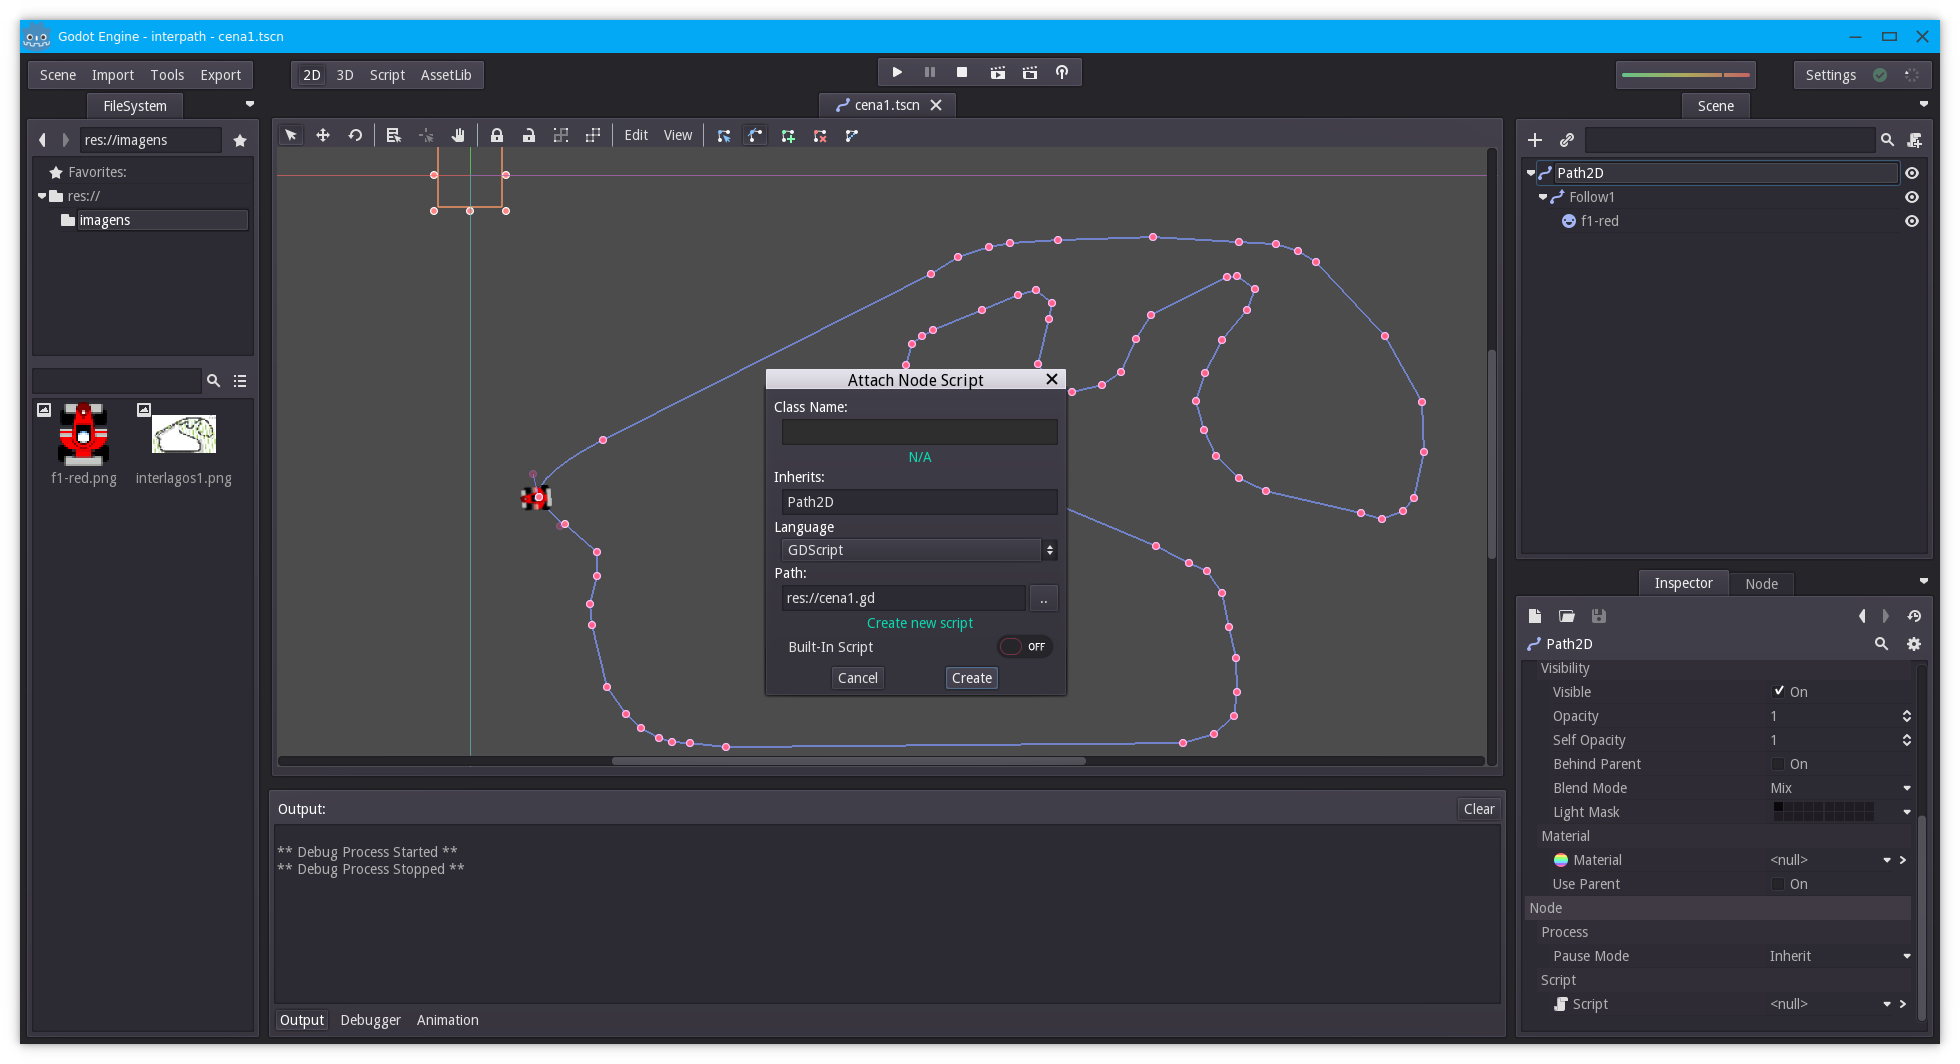 Godot Engine - interpath - cena1.tscn
Scene Import Tools Export
2D 3D Script AssetLib
Settings
FileSystem
cena1.tscn
Scene
res://imagens
Edit View
Favorites:
res://
imagens
Path2D
Follow1
f1-red
f1-red.png
interlagos1.png
Attach Node Script
Class Name:
N/A
Inherits:
Path2D
Language
GDScript
Path:
res://cena1.gd
..
Create new script
Built-In Script
OFF
Cancel
Create
Inspector
Node
Path2D
Visibility
Visible On
Opacity 1
Self Opacity 1
Behind Parent On
Blend Mode Mix
Light Mask
Material
Material <null>
Use Parent On
Node
Process
Pause Mode Inherit
Script
Script <null>
Output:
Clear
** Debug Process Started **
** Debug Process Stopped **
Output Debugger Animation